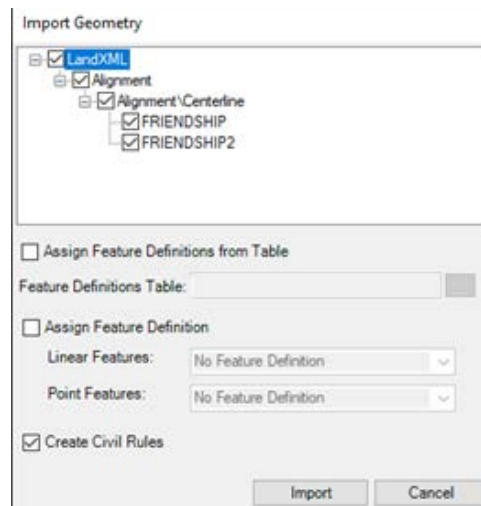 Import Geometry
LandXML
Alignment
Alignment\Centerline
FRIENDSHIP
FRIENDSHIP2
Assign Feature Definitions from Table
Feature Definitions Table:
Assign Feature Definition
Linear Features: No Feature Definition
Point Features: No Feature Definition
Create Civil Rules
Import Cancel